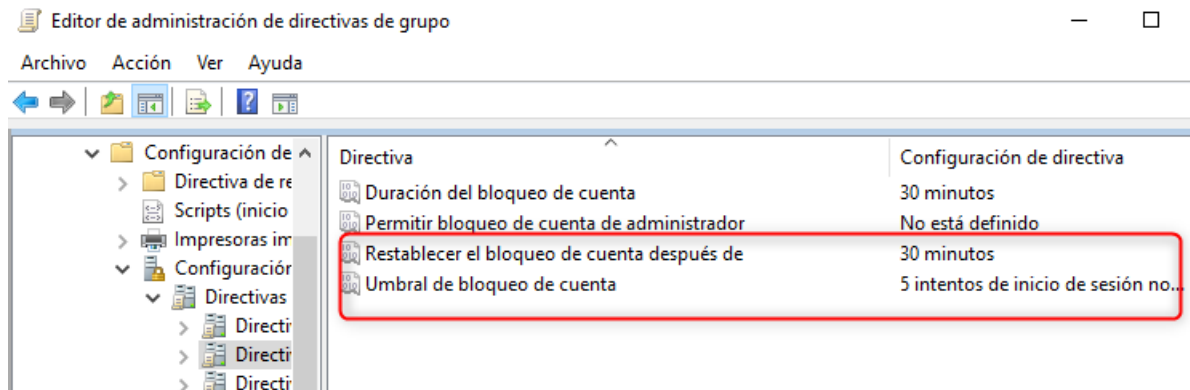 Editor de administración de directivas de grupo
Archivo Acción Ver Ayuda
Configuración de
Directiva de re
Scripts (inicio
Impresoras im
Configuración
Directivas
Directiv
Directiv
Directiv
Directiva Configuración de directiva
Duración del bloqueo de cuenta 30 minutos
Permitir bloqueo de cuenta de administrador No está definido
Restablecer el bloqueo de cuenta después de 30 minutos
Umbral de bloqueo de cuenta 5 intentos de inicio de sesión no...